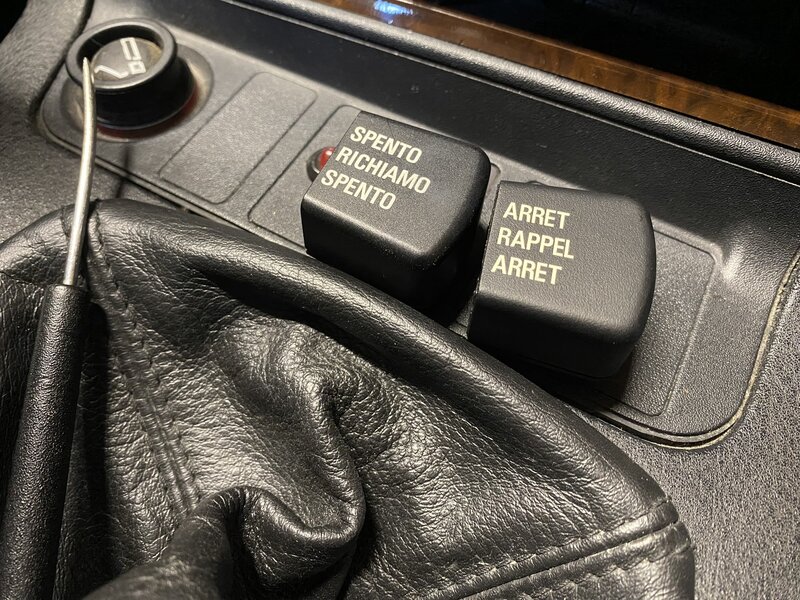 SPENTO
RICHIAMO
SPENTO
ARRET
RAPPEL
ARRET